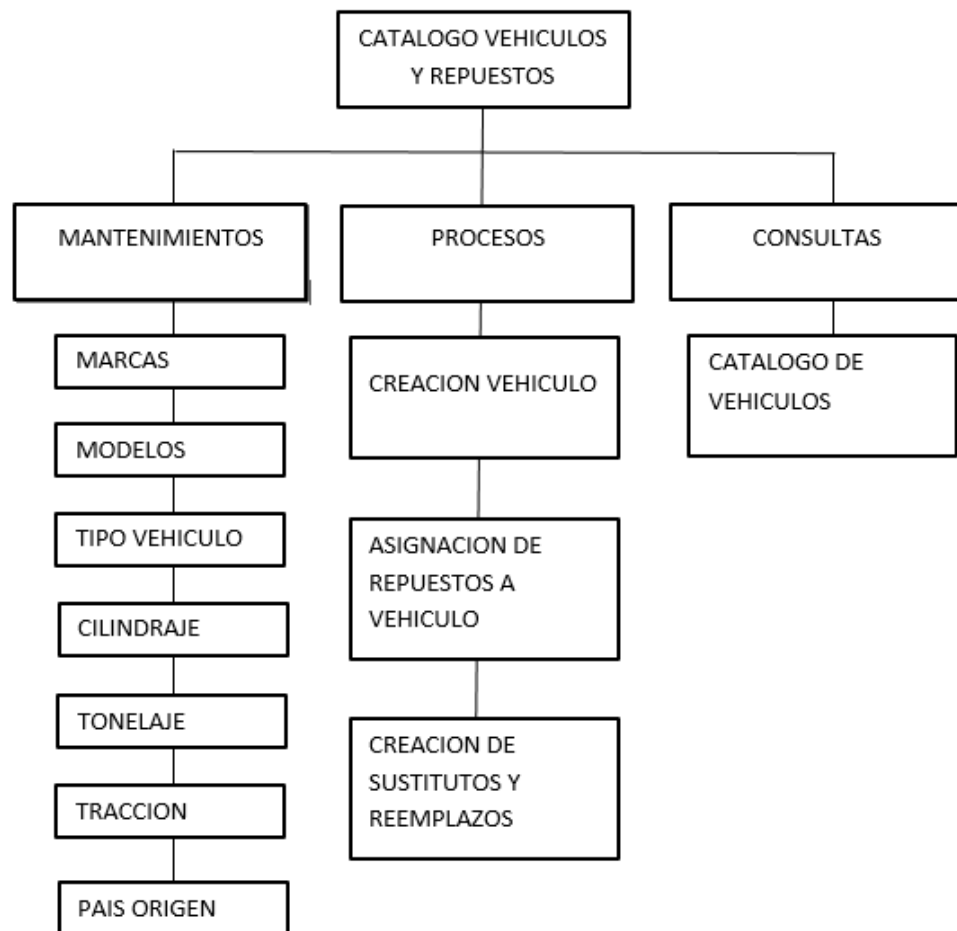 CATALOGO VEHICULOS
Y REPUESTOS
MANTENIMIENTOS
PROCESOS
CONSULTAS
MARCAS
MODELOS
TIPO VEHICULO
CILINDRAJE
TONELAJE
TRACCION
PAIS ORIGEN
CREACION VEHICULO
ASIGNACION DE
REPUESTOS A
VEHICULO
CREACION DE
SUSTITUTOS Y
REEMPLAZOS
CATALOGO DE
VEHICULOS